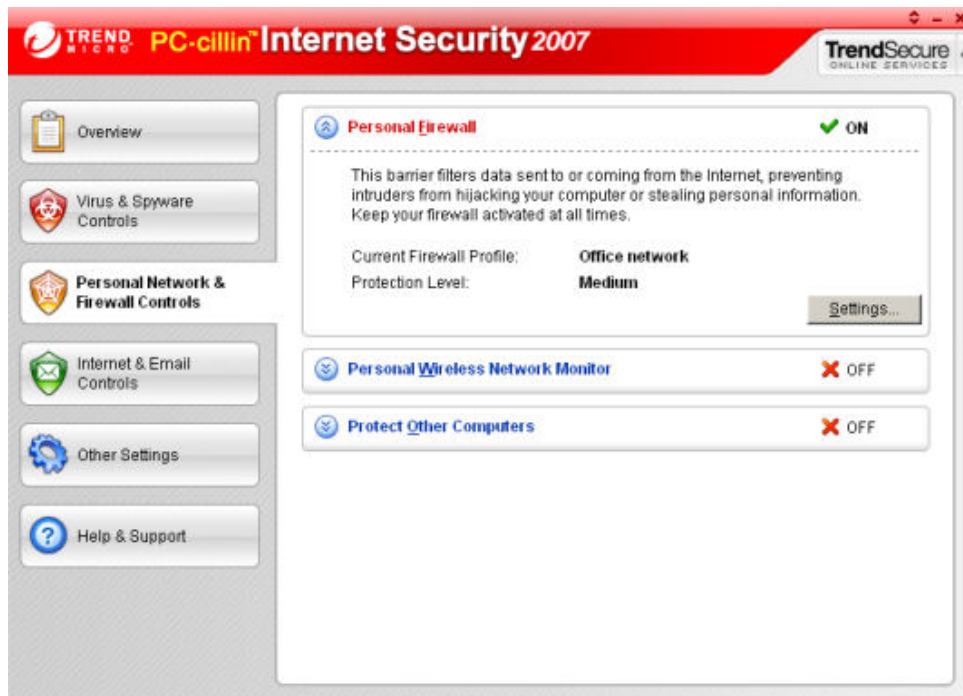 TREND MICRO PC-cillin™ Internet Security 2007
TrendSecure
ONLINE SERVICES
Overview
Virus & Spyware
Controls
Personal Network &
Firewall Controls
Internet & Email
Controls
Other Settings
Help & Support
Personal Firewall
ON
This barrier filters data sent to or coming from the Internet, preventing
intruders from hijacking your computer or stealing personal information.
Keep your firewall activated at all times.
Current Firewall Profile: Office network
Protection Level: Medium
Settings...
Personal Wireless Network Monitor
OFF
Protect Other Computers
OFF